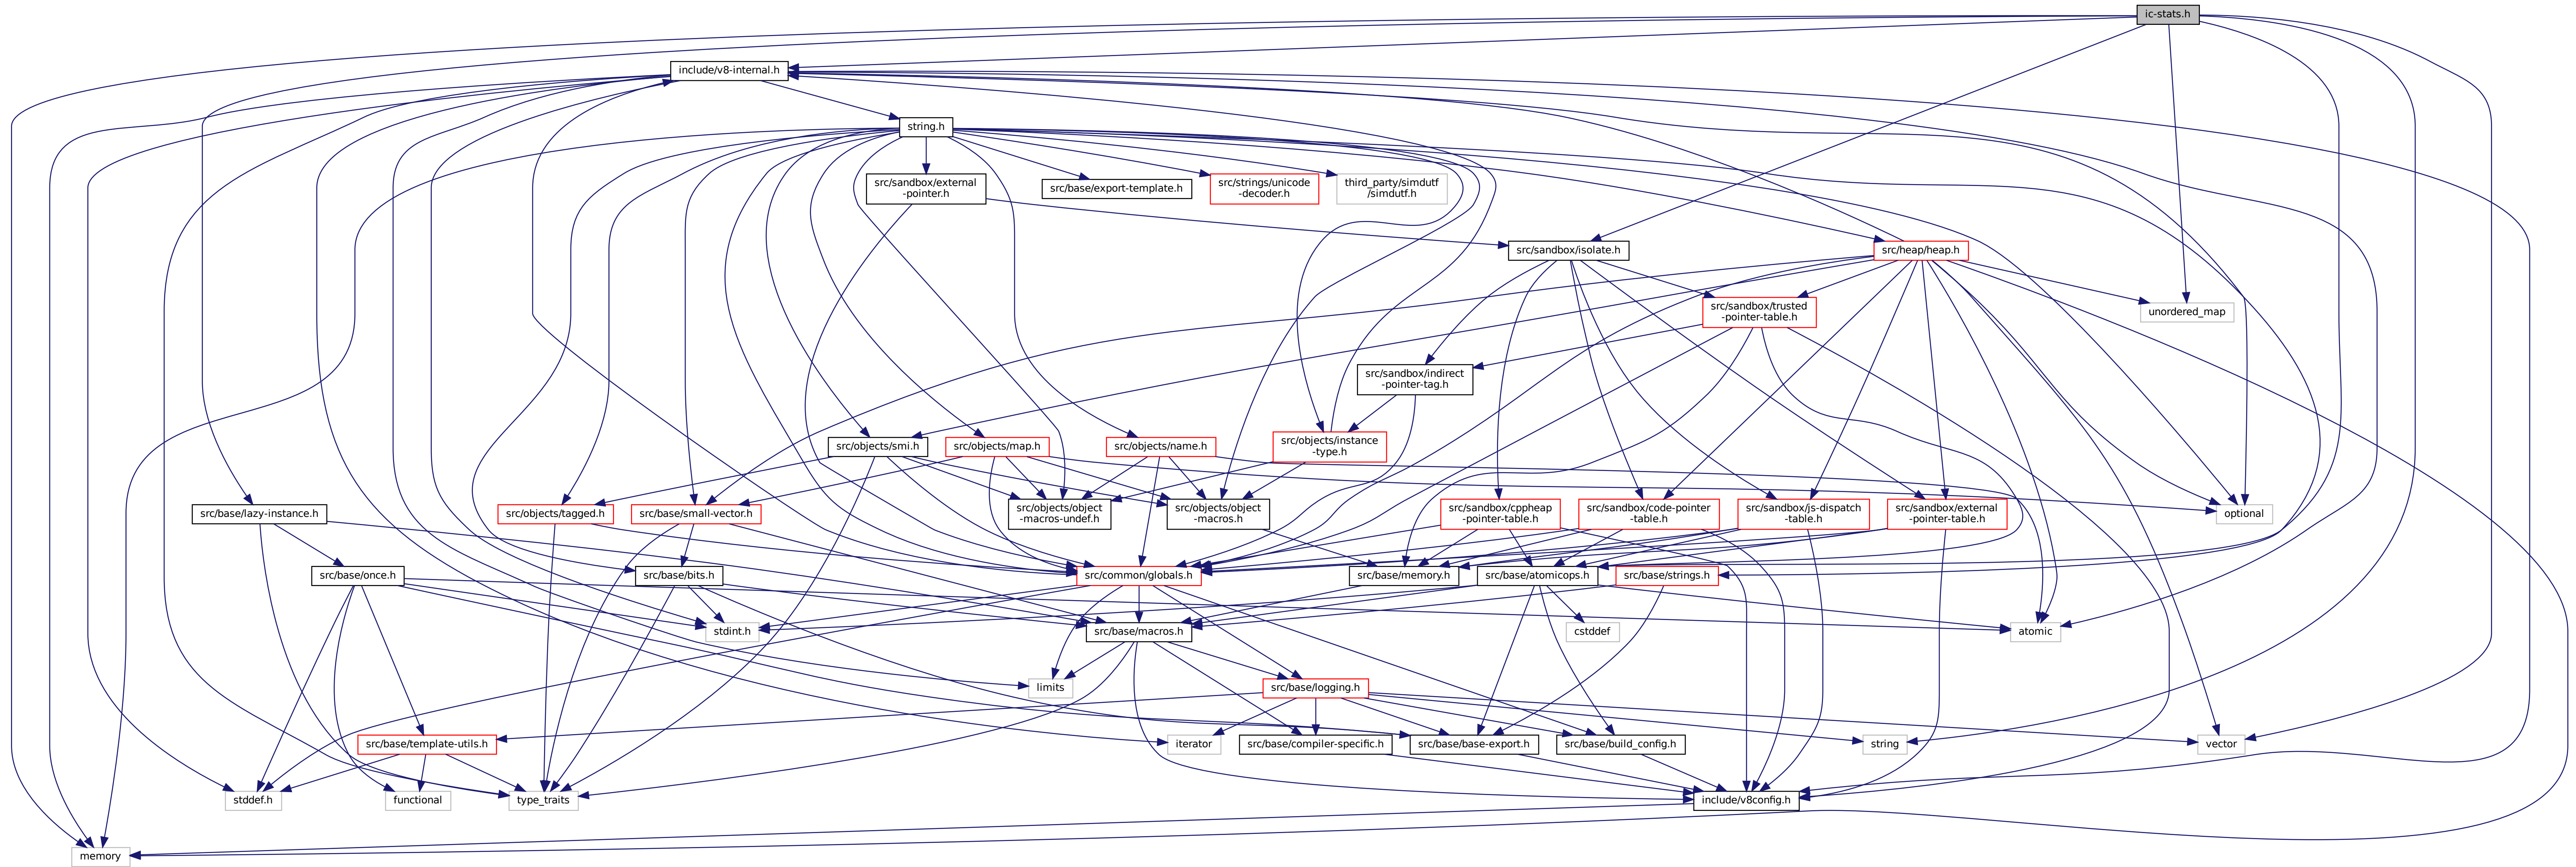 ic-stats.h
include/v8-internal.h
string.h
src/sandbox/external
-pointer.h
src/base/export-template.h
src/strings/unicode
-decoder.h
third_party/simdutf
/simdutf.h
src/sandbox/isolate.h
src/heap/heap.h
src/sandbox/trusted
-pointer-table.h
unordered_map
src/sandbox/indirect
-pointer-tag.h
src/objects/smi.h
src/objects/map.h
src/objects/name.h
src/objects/instance
-type.h
src/base/lazy-instance.h
src/objects/tagged.h
src/base/small-vector.h
src/objects/object
-macros-undef.h
src/objects/object
-macros.h
src/sandbox/cppheap
-pointer-table.h
src/sandbox/code-pointer
-table.h
src/sandbox/js-dispatch
-table.h
src/sandbox/external
-pointer-table.h
optional
src/base/once.h
src/base/bits.h
src/common/globals.h
src/base/memory.h
src/base/atomicops.h
src/base/strings.h
stdint.h
src/base/macros.h
cstddef
atomic
limits
src/base/logging.h
src/base/template-utils.h
iterator
src/base/compiler-specific.h
src/base/base-export.h
src/base/build_config.h
string
vector
stddef.h
functional
type_traits
include/v8config.h
memory